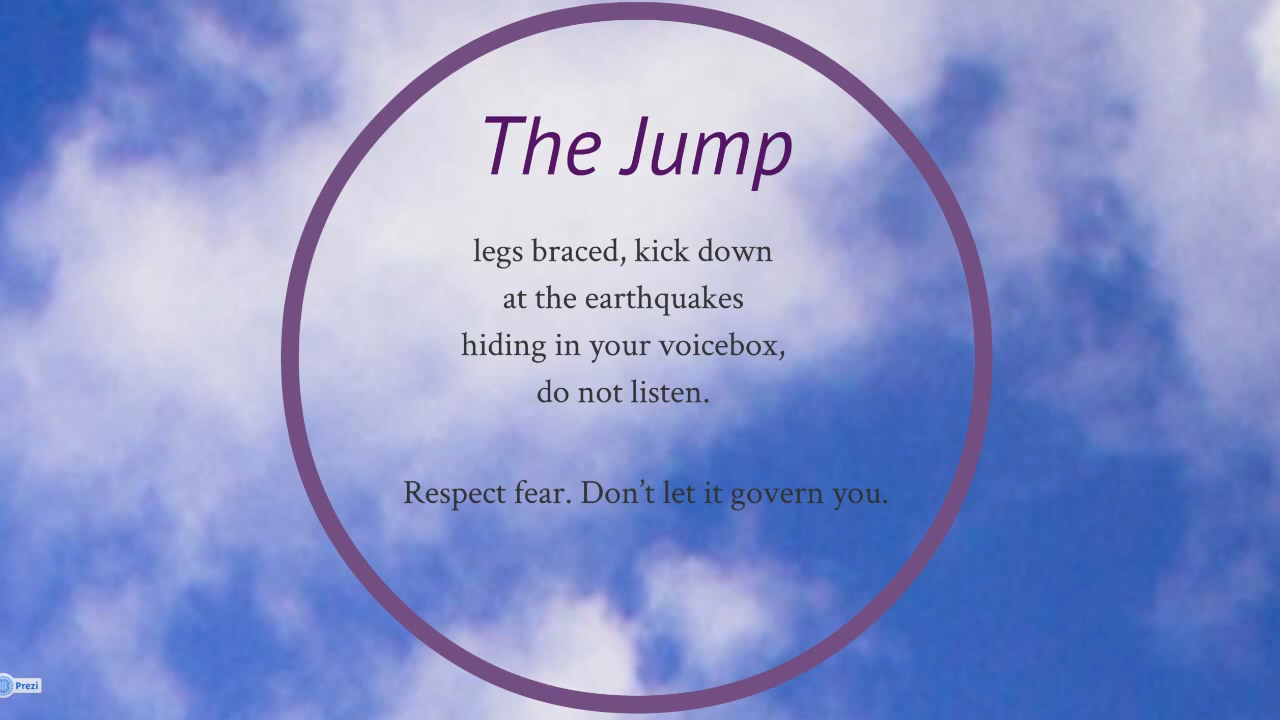 The Jump
legs braced, kick down
at the earthquakes
hiding in your voicebox,
do not listen.
Respect fear. Don’t let it govern you.
Prezi